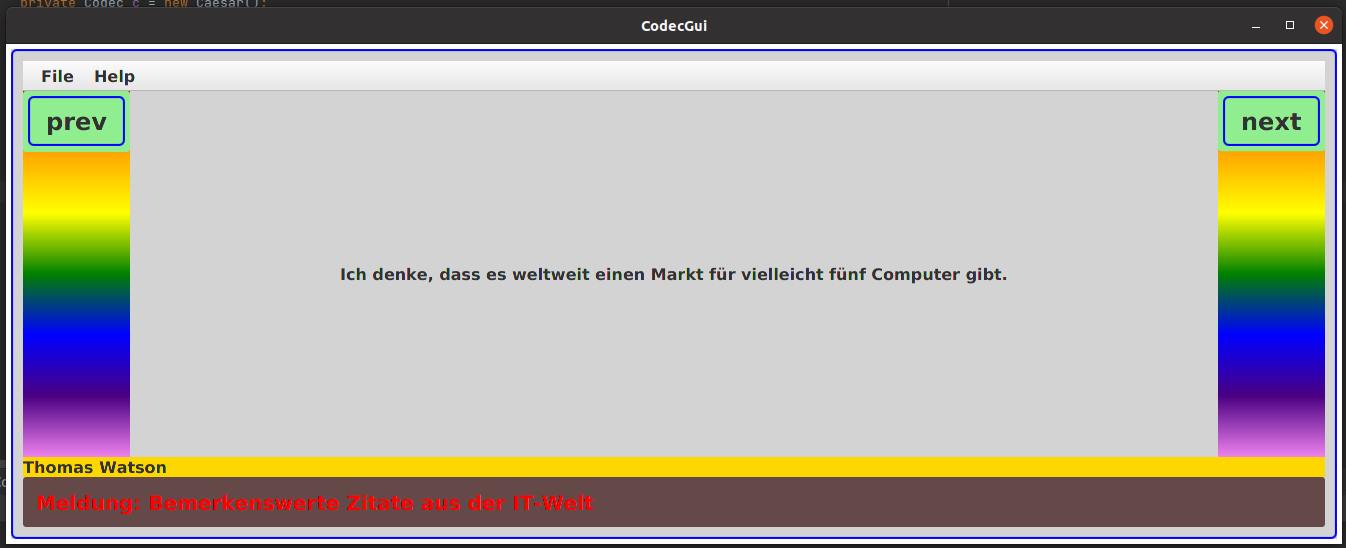 private Codec c = new Caesar();
CodecGui
File Help
prev
next
Ich denke, dass es weltweit einen Markt für vielleicht fünf Computer gibt.
Thomas Watson
Meldung: Bemerkenswerte Zitate aus der IT-Welt